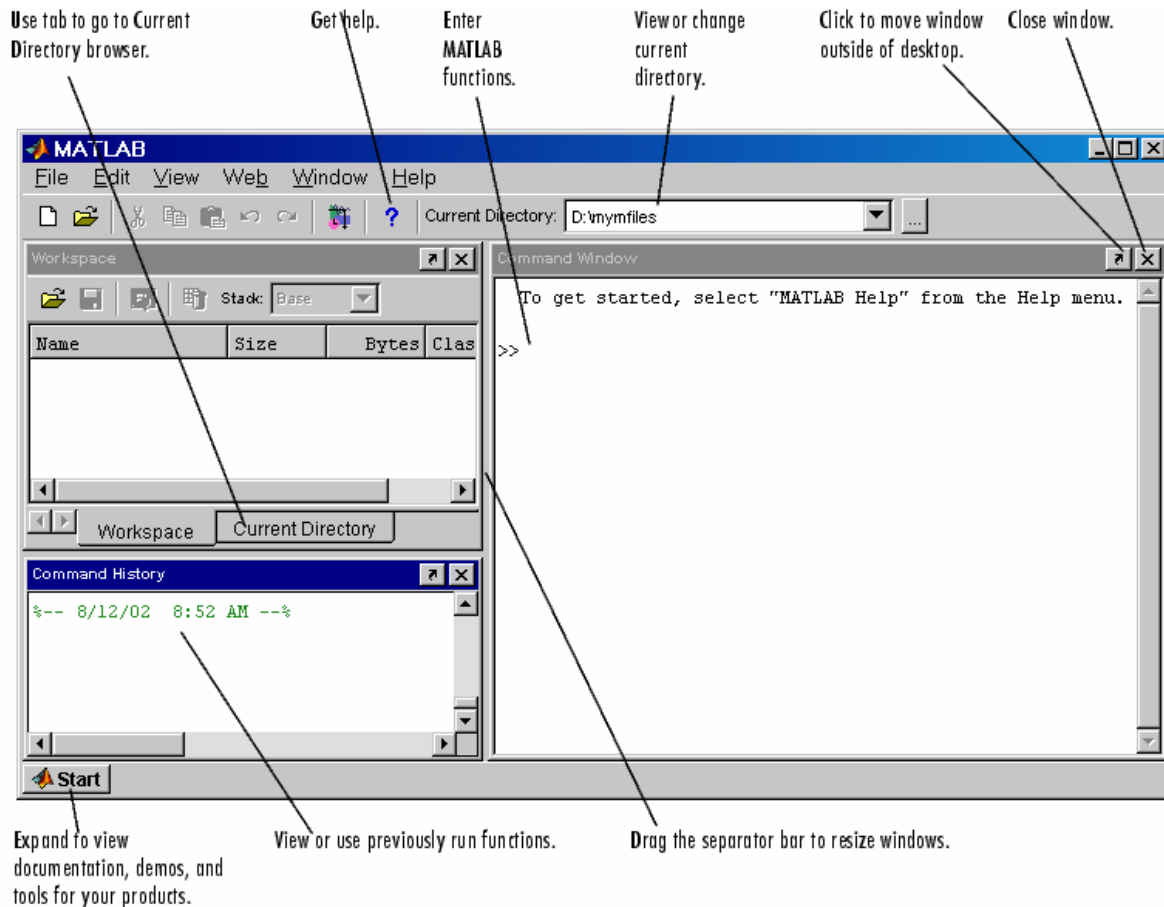 Use tab to go to Current
Directory browser.
Get help.
Enter
MATLAB
functions.
View or change
current
directory.
Click to move window
outside of desktop.
Close window.
MATLAB
File Edit View Web Window Help
Current Directory: D:\mymfiles
...
Workspace
Stack: Base
Name Size Bytes Clas
Workspace Current Directory
Command History
%-- 8/12/02 8:52 AM --%
Command Window
To get started, select "MATLAB Help" from the Help menu.
>>
Start
Expand to view
documentation, demos, and
tools for your products.
View or use previously run functions.
Drag the separator bar to resize windows.